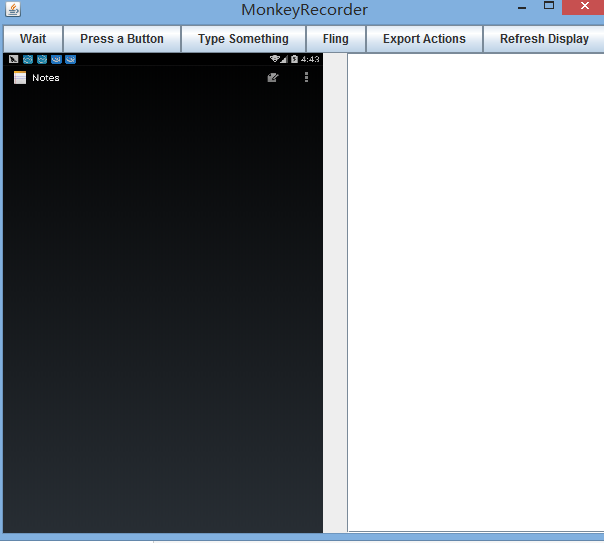 MonkeyRecorder
Wait Press a Button Type Something Fling Export Actions Refresh Display
4:43
Notes